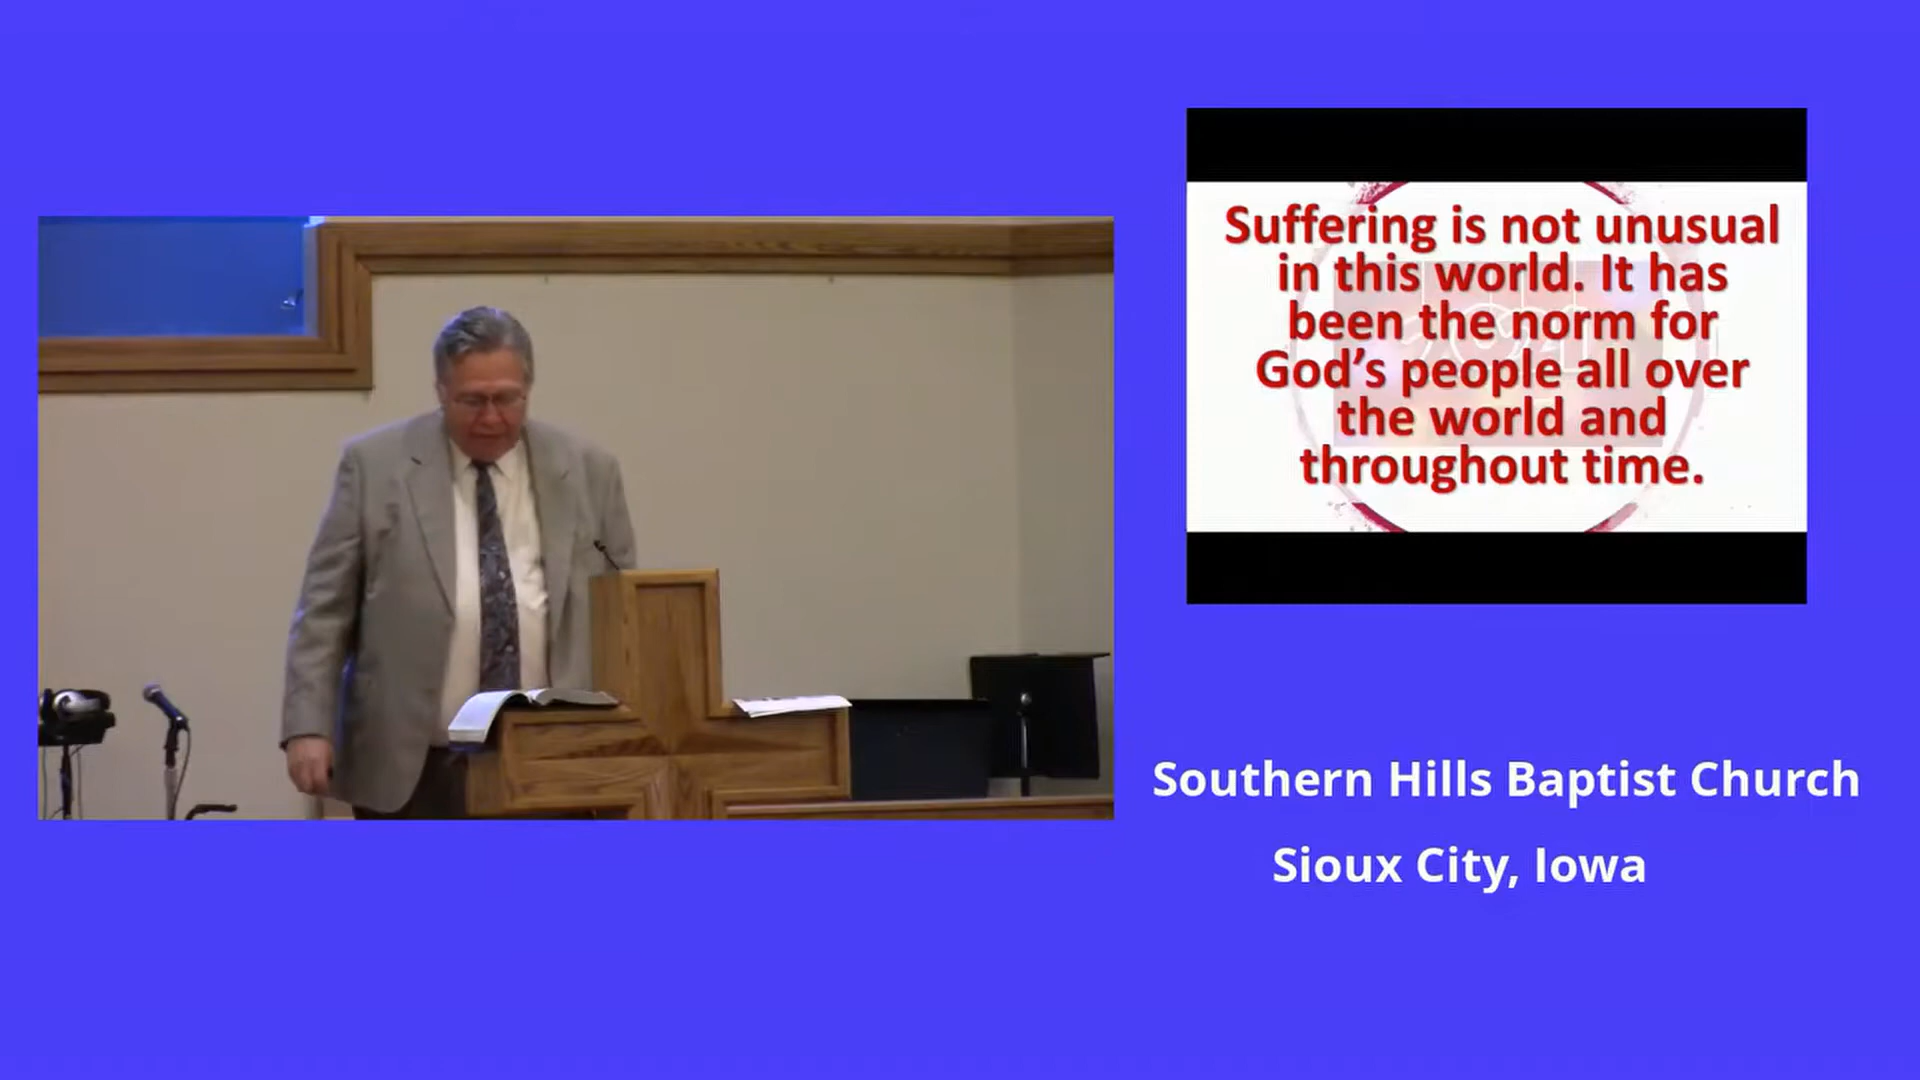 Suffering is not unusual
in this world. It has
been the norm for
God's people all over
the world and
throughout time.
Southern Hills Baptist Church
Sioux City, Iowa